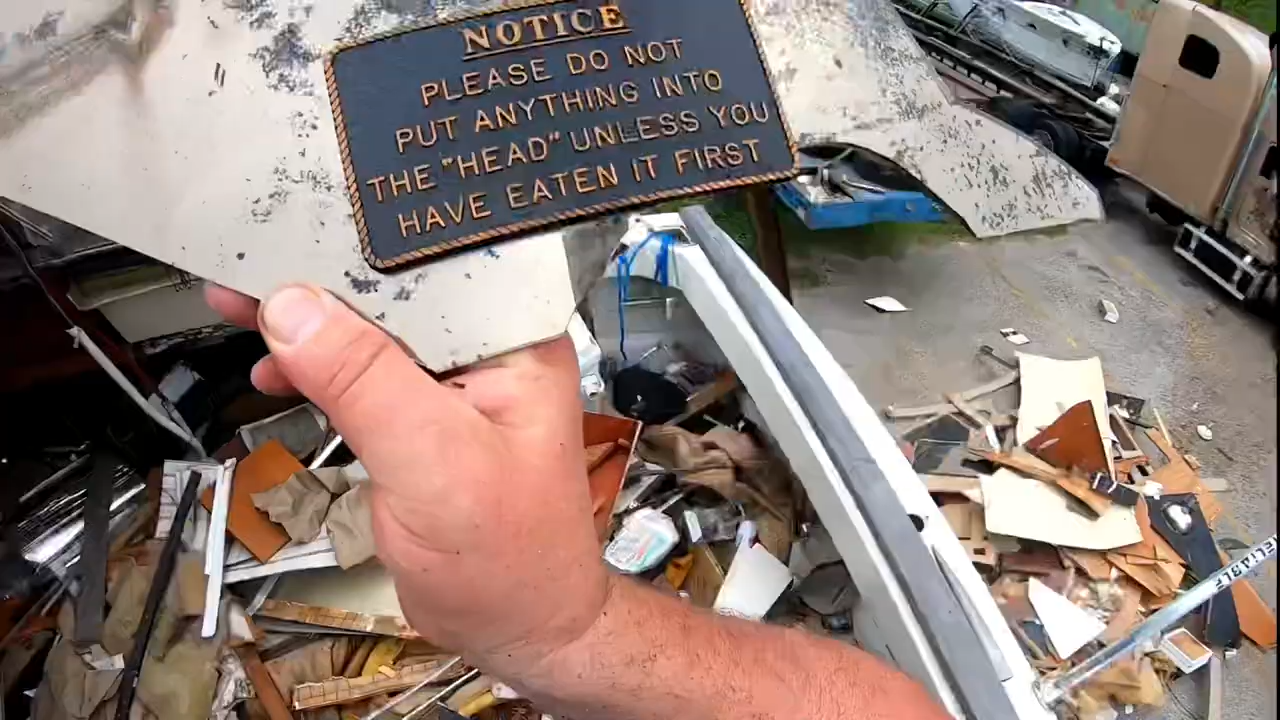 NOTICE
PLEASE DO NOT
PUT ANYTHING INTO
THE "HEAD" UNLESS YOU
HAVE EATEN IT FIRST